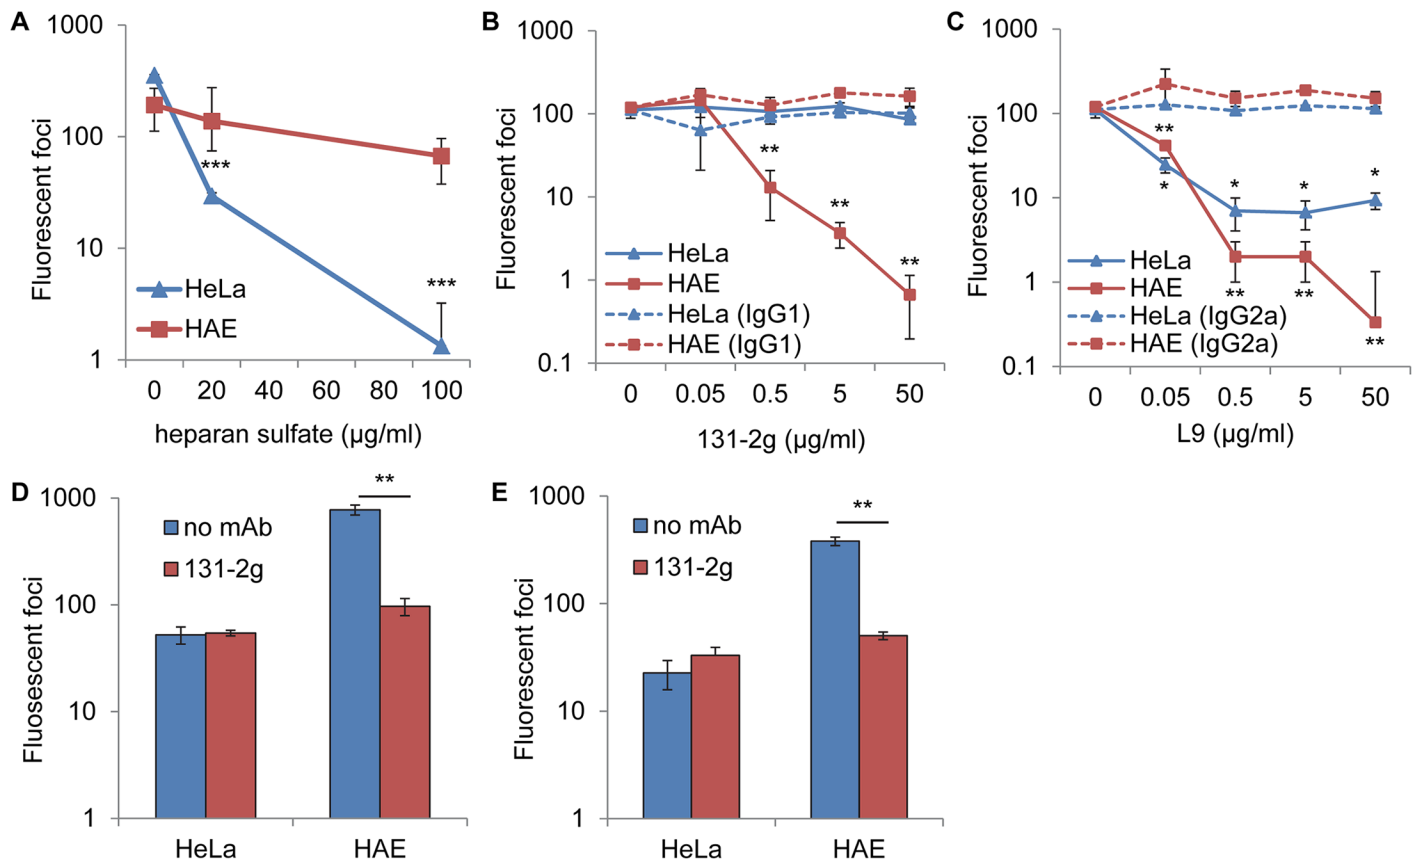 A
1000
100
10
1
Fluorescent foci
***
***
HeLa
HAE
0 20 40 60 80 100
heparan sulfate (µg/ml)
B
1000
100
10
1
0.1
Fluorescent foci
**
**
**
HeLa
HAE
HeLa (IgG1)
HAE (IgG1)
0 0.05 0.5 5 50
131-2g (µg/ml)
C
1000
100
10
1
0.1
Fluorescent foci
**
*
*
*
*
**
**
**
HeLa
HAE
HeLa (IgG2a)
HAE (IgG2a)
0 0.05 0.5 5 50
L9 (µg/ml)
D
1000
100
10
1
Fluosescent foci
**
no mAb
131-2g
HeLa HAE
E
1000
100
10
1
Fluorescent foci
**
no mAb
131-2g
HeLa HAE